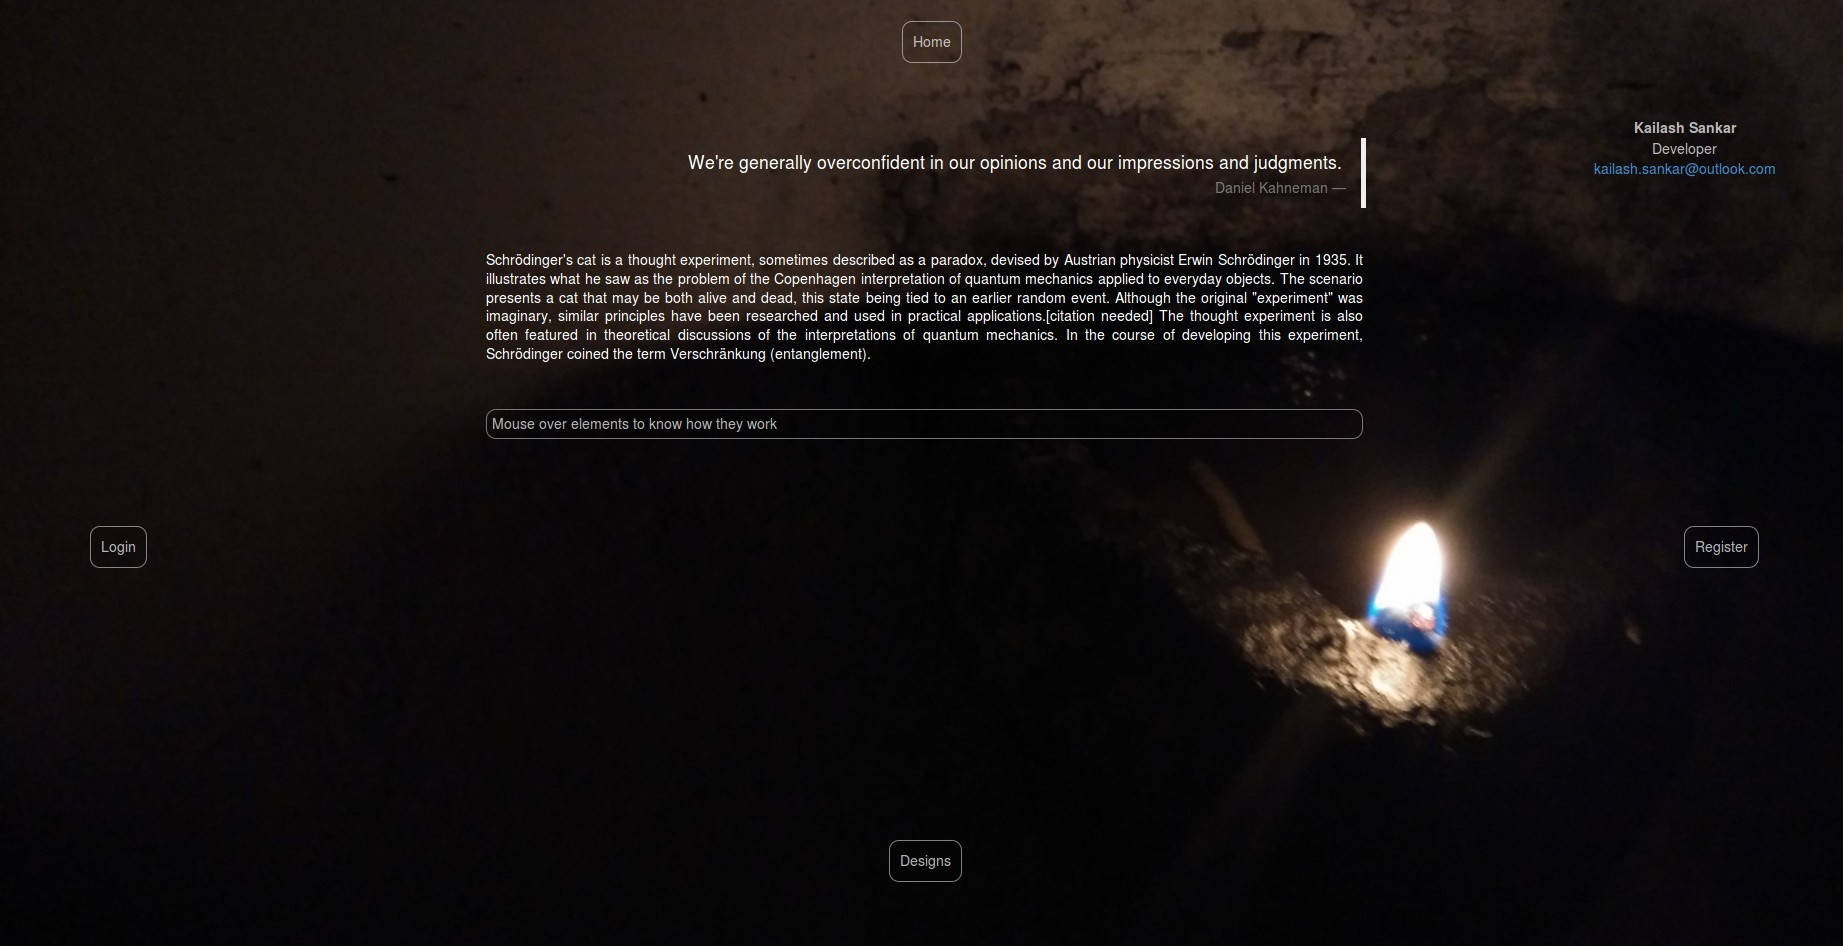 Home
Kailash Sankar
Developer
kailash.sankar@outlook.com
We're generally overconfident in our opinions and our impressions and judgments.
Daniel Kahneman —
Schrödinger's cat is a thought experiment, sometimes described as a paradox, devised by Austrian physicist Erwin Schrödinger in 1935. It
illustrates what he saw as the problem of the Copenhagen interpretation of quantum mechanics applied to everyday objects. The scenario
presents a cat that may be both alive and dead, this state being tied to an earlier random event. Although the original "experiment" was
imaginary, similar principles have been researched and used in practical applications.[citation needed] The thought experiment is also
often featured in theoretical discussions of the interpretations of quantum mechanics. In the course of developing this experiment,
Schrödinger coined the term Verschränkung (entanglement).
Mouse over elements to know how they work
Login
Register
Designs